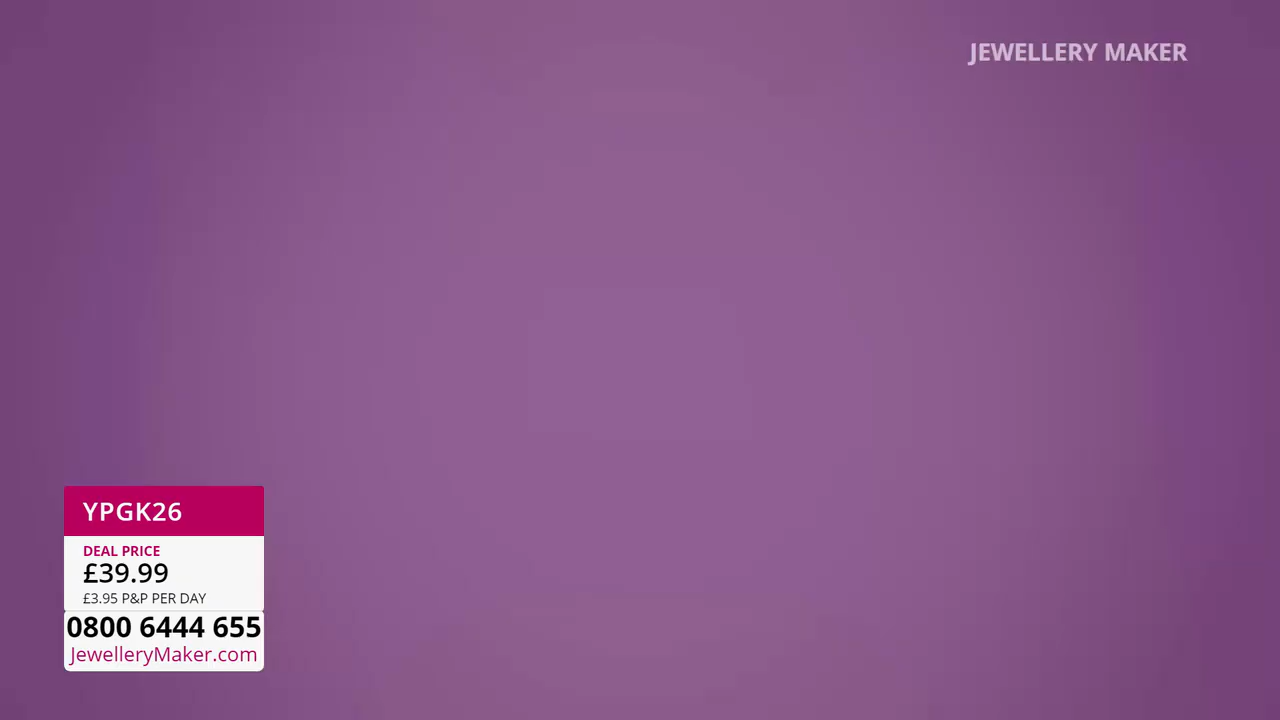 JEWELLERY MAKER
YPGK26
DEAL PRICE
£39.99
£3.95 P&P PER DAY
0800 6444 655
JewelleryMaker.com